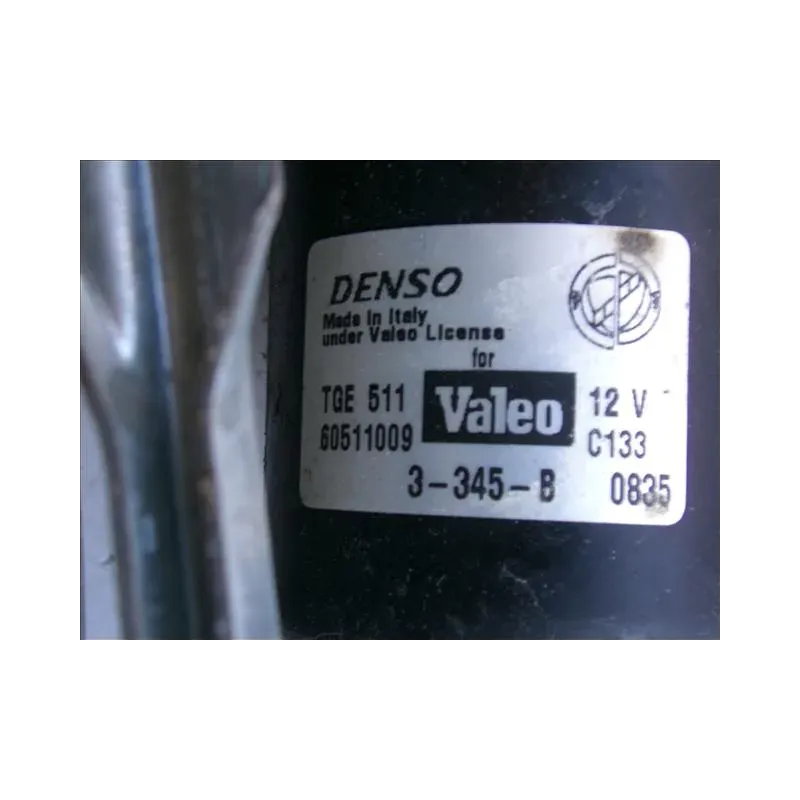 DENSO
Made in Italy
under Valeo License
for
TGE 511 Valeo 12 V
60511009 C133
3-345-B 0835